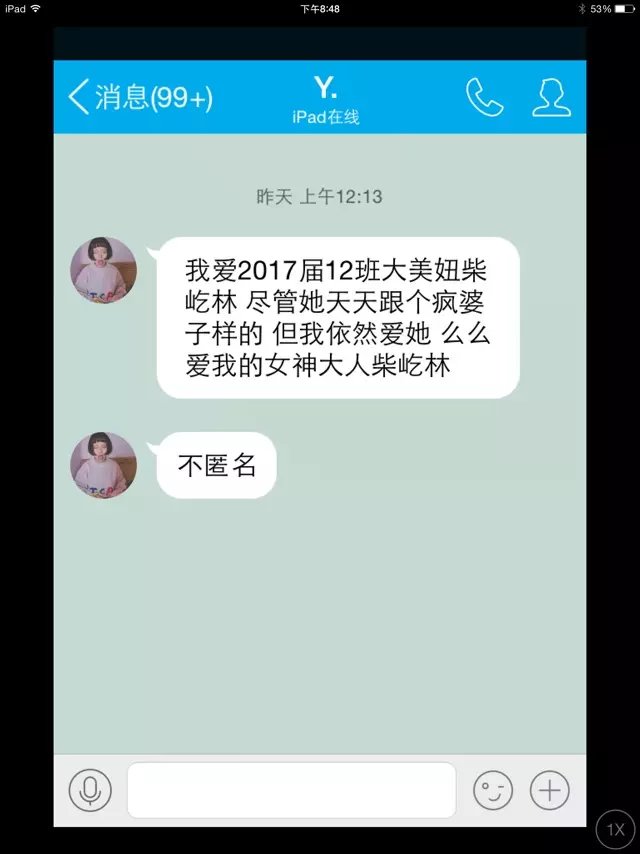 iPad 下午8:48 53%
消息(99+) Y.
iPad在线
昨天 上午12:13
我爱2017届12班大美妞柴
屹林 尽管她天天跟个疯婆
子样的 但我依然爱她 么么
爱我的女神大人柴屹林
不匿名
1X